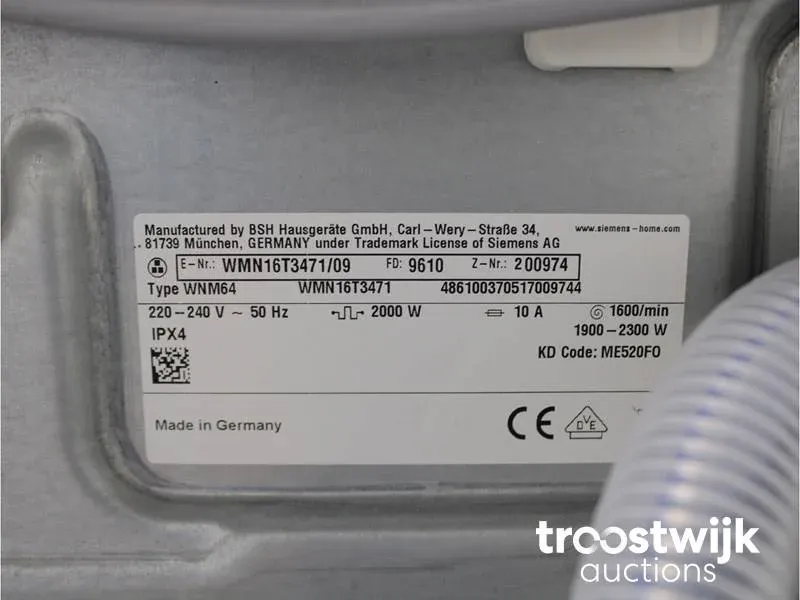 Manufactured by BSH Hausgeräte GmbH, Carl-Wery-Straße 34,
81739 München, GERMANY under Trademark License of Siemens AG
www.siemens-home.com
E-Nr.: WMN16T3471/09 FD: 9610 Z-Nr.: 200974
Type WNM64 WMN16T3471 486100370517009744
220-240 V ~ 50 Hz 2000 W 10 A 1600/min
IPX4 1900-2300 W
KD Code: ME520FO
Made in Germany CE DVE
troostwijk
auctions